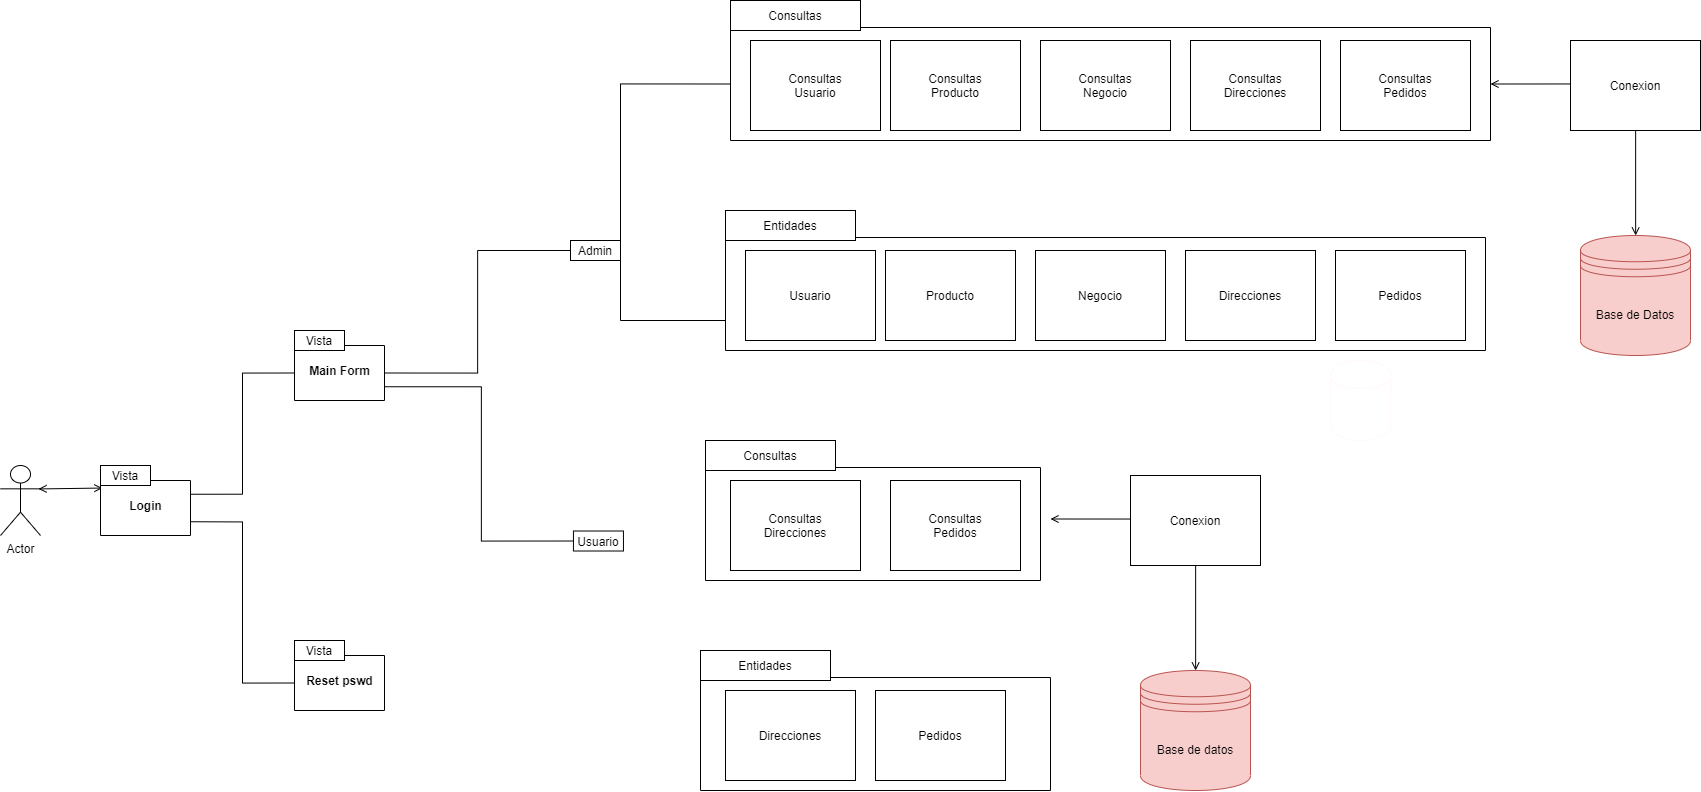 Consultas
Consultas
Usuario
Consultas
Producto
Consultas
Negocio
Consultas
Direcciones
Consultas
Pedidos
Conexion
Entidades
Usuario
Producto
Negocio
Direcciones
Pedidos
Base de Datos
Admin
Vista
Main Form
Vista
Login
Actor
Usuario
Vista
Reset pswd
Consultas
Consultas
Direcciones
Consultas
Pedidos
Conexion
Entidades
Direcciones
Pedidos
Base de datos